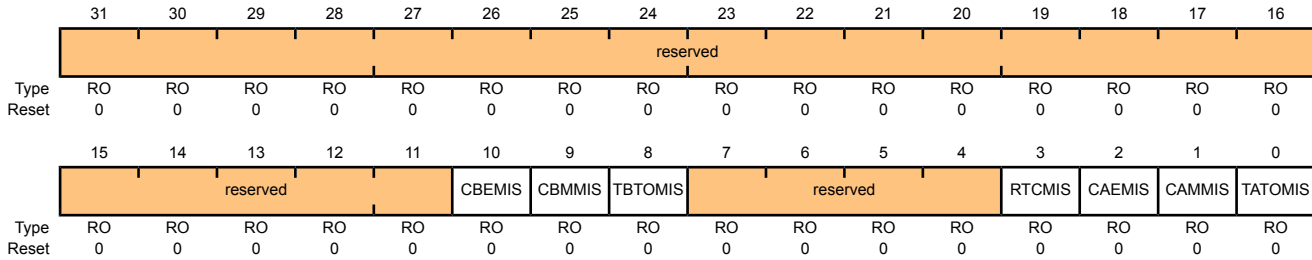 31 30 29 28 27 26 25 24 23 22 21 20 19 18 17 16
reserved
Type RO RO RO RO RO RO RO RO RO RO RO RO RO RO RO RO
Reset 0 0 0 0 0 0 0 0 0 0 0 0 0 0 0 0
15 14 13 12 11 10 9 8 7 6 5 4 3 2 1 0
reserved CBEMIS CBMMIS TBTOMIS reserved RTCMIS CAEMIS CAMMIS TATOMIS
Type RO RO RO RO RO RO RO RO RO RO RO RO RO RO RO RO
Reset 0 0 0 0 0 0 0 0 0 0 0 0 0 0 0 0